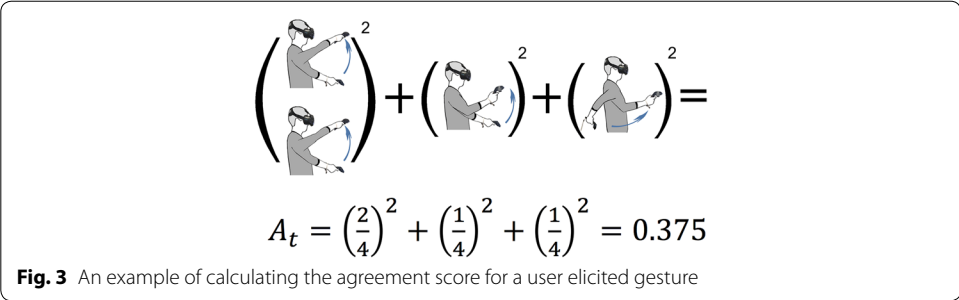 ( )² + ( )² + ( )² =
Aₜ = (2/4)² + (1/4)² + (1/4)² = 0.375
Fig. 3 An example of calculating the agreement score for a user elicited gesture